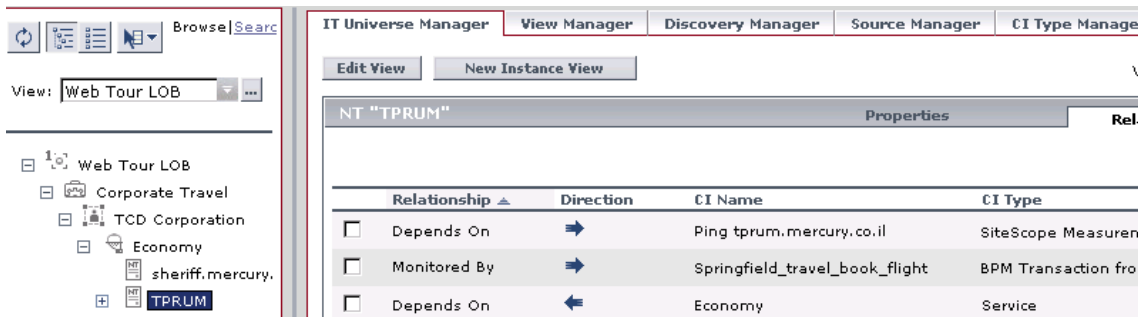 Browse|Searc
View: Web Tour LOB ...
Web Tour LOB
Corporate Travel
TCD Corporation
Economy
sheriff.mercury.
TPRUM
IT Universe Manager View Manager Discovery Manager Source Manager CI Type Manage
Edit View New Instance View
NT "TPRUM" Properties Rel
Relationship Direction CI Name CI Type
Depends On Ping tprum.mercury.co.il SiteScope Measuren
Monitored By Springfield_travel_book_flight BPM Transaction fro
Depends On Economy Service